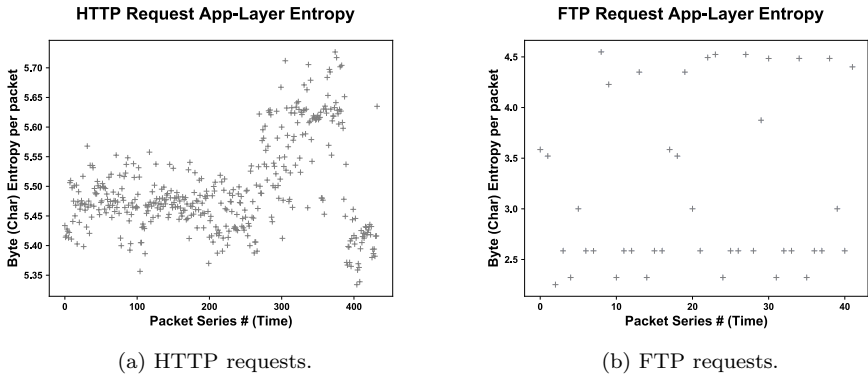 HTTP Request App-Layer Entropy
Byte (Char) Entropy per packet
5.70
5.65
5.60
5.55
5.50
5.45
5.40
5.35
0
100
200
300
400
Packet Series # (Time)
(a) HTTP requests.
FTP Request App-Layer Entropy
Byte (Char) Entropy per packet
4.5
4.0
3.5
3.0
2.5
0
10
20
30
40
Packet Series # (Time)
(b) FTP requests.